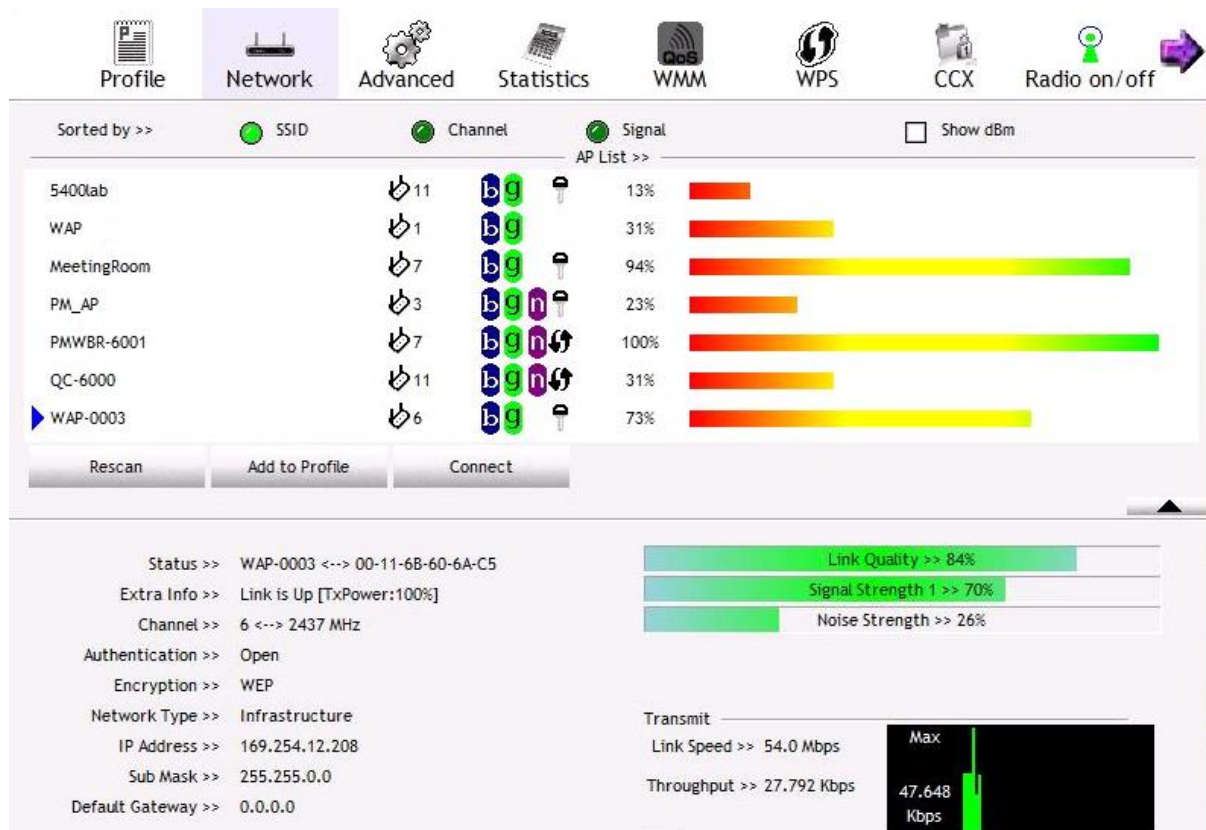 Profile Network Advanced Statistics QoS WMM WPS CCX Radio on/off
Sorted by >> SSID Channel Signal Show dBm
AP List >>
5400lab 11 b g 13%
WAP 1 b g 31%
MeetingRoom 7 b g 94%
PM_AP 3 b g n 23%
PMWBR-6001 7 b g n 100%
QC-6000 11 b g n 31%
WAP-0003 6 b g 73%
Rescan Add to Profile Connect
Status >> WAP-0003 <--> 00-11-6B-60-6A-C5
Extra Info >> Link is Up [TxPower:100%]
Channel >> 6 <--> 2437 MHz
Authentication >> Open
Encryption >> WEP
Network Type >> Infrastructure
IP Address >> 169.254.12.208
Sub Mask >> 255.255.0.0
Default Gateway >> 0.0.0.0
Link Quality >> 84%
Signal Strength 1 >> 70%
Noise Strength >> 26%
Transmit
Link Speed >> 54.0 Mbps
Throughput >> 27.792 Kbps
Max
47.648
Kbps